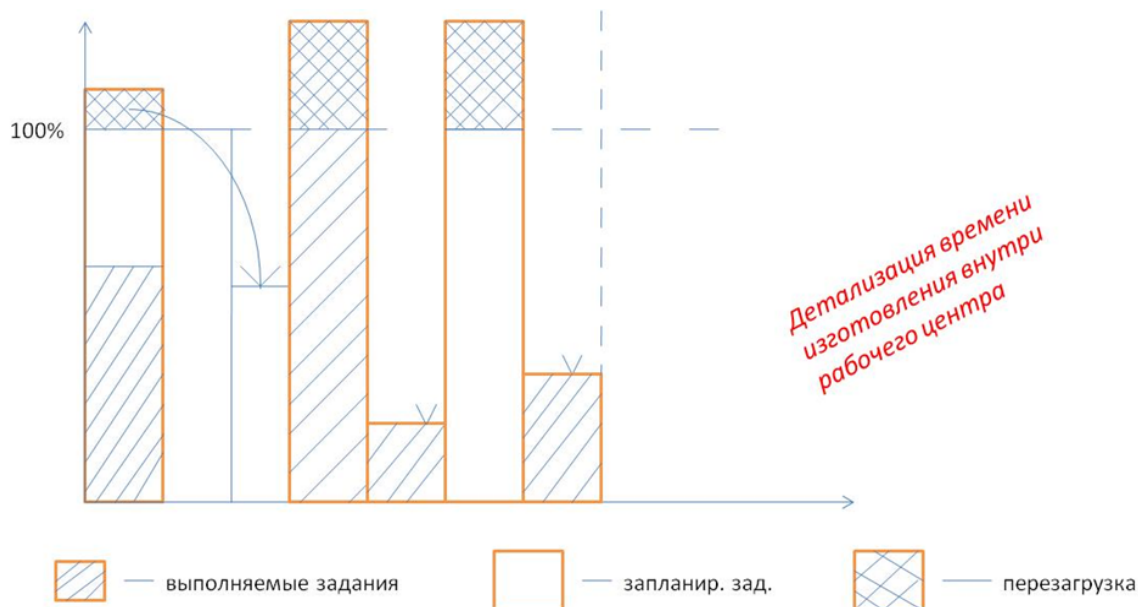 100%
Детализация времени
изготовления внутри
рабочего центра
выполняемые задания
запланир. зад.
перезагрузка